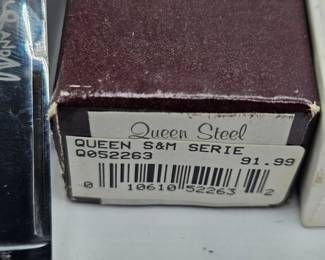 Queen Steel
QUEEN S&M SERIE
Q052263
91.99
0 10610 52263 2